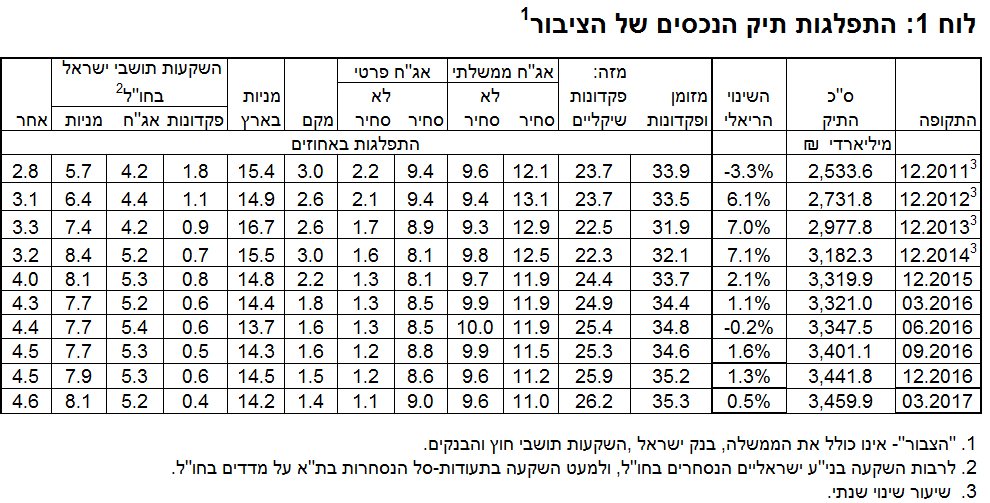 לוח 1: התפלגות תיק הנכסים של הציבור1
התקופה | ס"כ התיק | השינוי הריאלי | מזומן ופקדונות | מזה: פקדונות שיקליים | אג"ח ממשלתי סחיר | אג"ח ממשלתי לא סחיר | אג"ח פרטי סחיר | אג"ח פרטי לא סחיר | מקם | מניות בארץ | השקעות תושבי ישראל בחו"ל2 פקדונות | אג"ח | מניות | אחר
מיליארדי ₪ | התפלגות באחוזים
12.20113 | 2,533.6 | -3.3% | 33.9 | 23.7 | 12.1 | 9.6 | 9.4 | 2.2 | 3.0 | 15.4 | 1.8 | 4.2 | 5.7 | 2.8
12.20123 | 2,731.8 | 6.1% | 33.5 | 23.7 | 13.1 | 9.4 | 9.4 | 2.1 | 2.6 | 14.9 | 1.1 | 4.4 | 6.4 | 3.1
12.20133 | 2,977.8 | 7.0% | 31.9 | 22.5 | 12.9 | 9.3 | 8.9 | 1.7 | 2.6 | 16.7 | 0.9 | 4.2 | 7.4 | 3.3
12.20143 | 3,182.3 | 7.1% | 32.1 | 22.3 | 12.5 | 9.8 | 8.1 | 1.6 | 3.0 | 15.5 | 0.7 | 5.2 | 8.4 | 3.2
12.2015 | 3,319.9 | 2.1% | 33.7 | 24.4 | 11.9 | 9.7 | 8.1 | 1.3 | 2.2 | 14.8 | 0.8 | 5.3 | 8.1 | 4.0
03.2016 | 3,321.0 | 1.1% | 34.4 | 24.9 | 11.9 | 9.9 | 8.5 | 1.3 | 1.8 | 14.4 | 0.6 | 5.2 | 7.7 | 4.3
06.2016 | 3,347.5 | -0.2% | 34.8 | 25.4 | 11.9 | 10.0 | 8.5 | 1.3 | 1.6 | 13.7 | 0.6 | 5.4 | 7.7 | 4.4
09.2016 | 3,401.1 | 1.6% | 34.6 | 25.3 | 11.5 | 9.9 | 8.8 | 1.2 | 1.6 | 14.3 | 0.5 | 5.3 | 7.7 | 4.5
12.2016 | 3,441.8 | 1.3% | 35.2 | 25.9 | 11.2 | 9.6 | 8.6 | 1.2 | 1.5 | 14.5 | 0.6 | 5.3 | 7.9 | 4.5
03.2017 | 3,459.9 | 0.5% | 35.3 | 26.2 | 11.0 | 9.6 | 9.0 | 1.1 | 1.4 | 14.2 | 0.4 | 5.2 | 8.1 | 4.6
1. "הצבור"- אינו כולל את הממשלה, בנק ישראל ,השקעות תושבי חוץ והבנקים.
2. לרבות השקעה בני"ע ישראליים הנסחרים בחו"ל, ולמעט השקעה בתעודות-סל הנסחרות בת"א על מדדים בחו"ל.
3. שיעור שינוי שנתי.